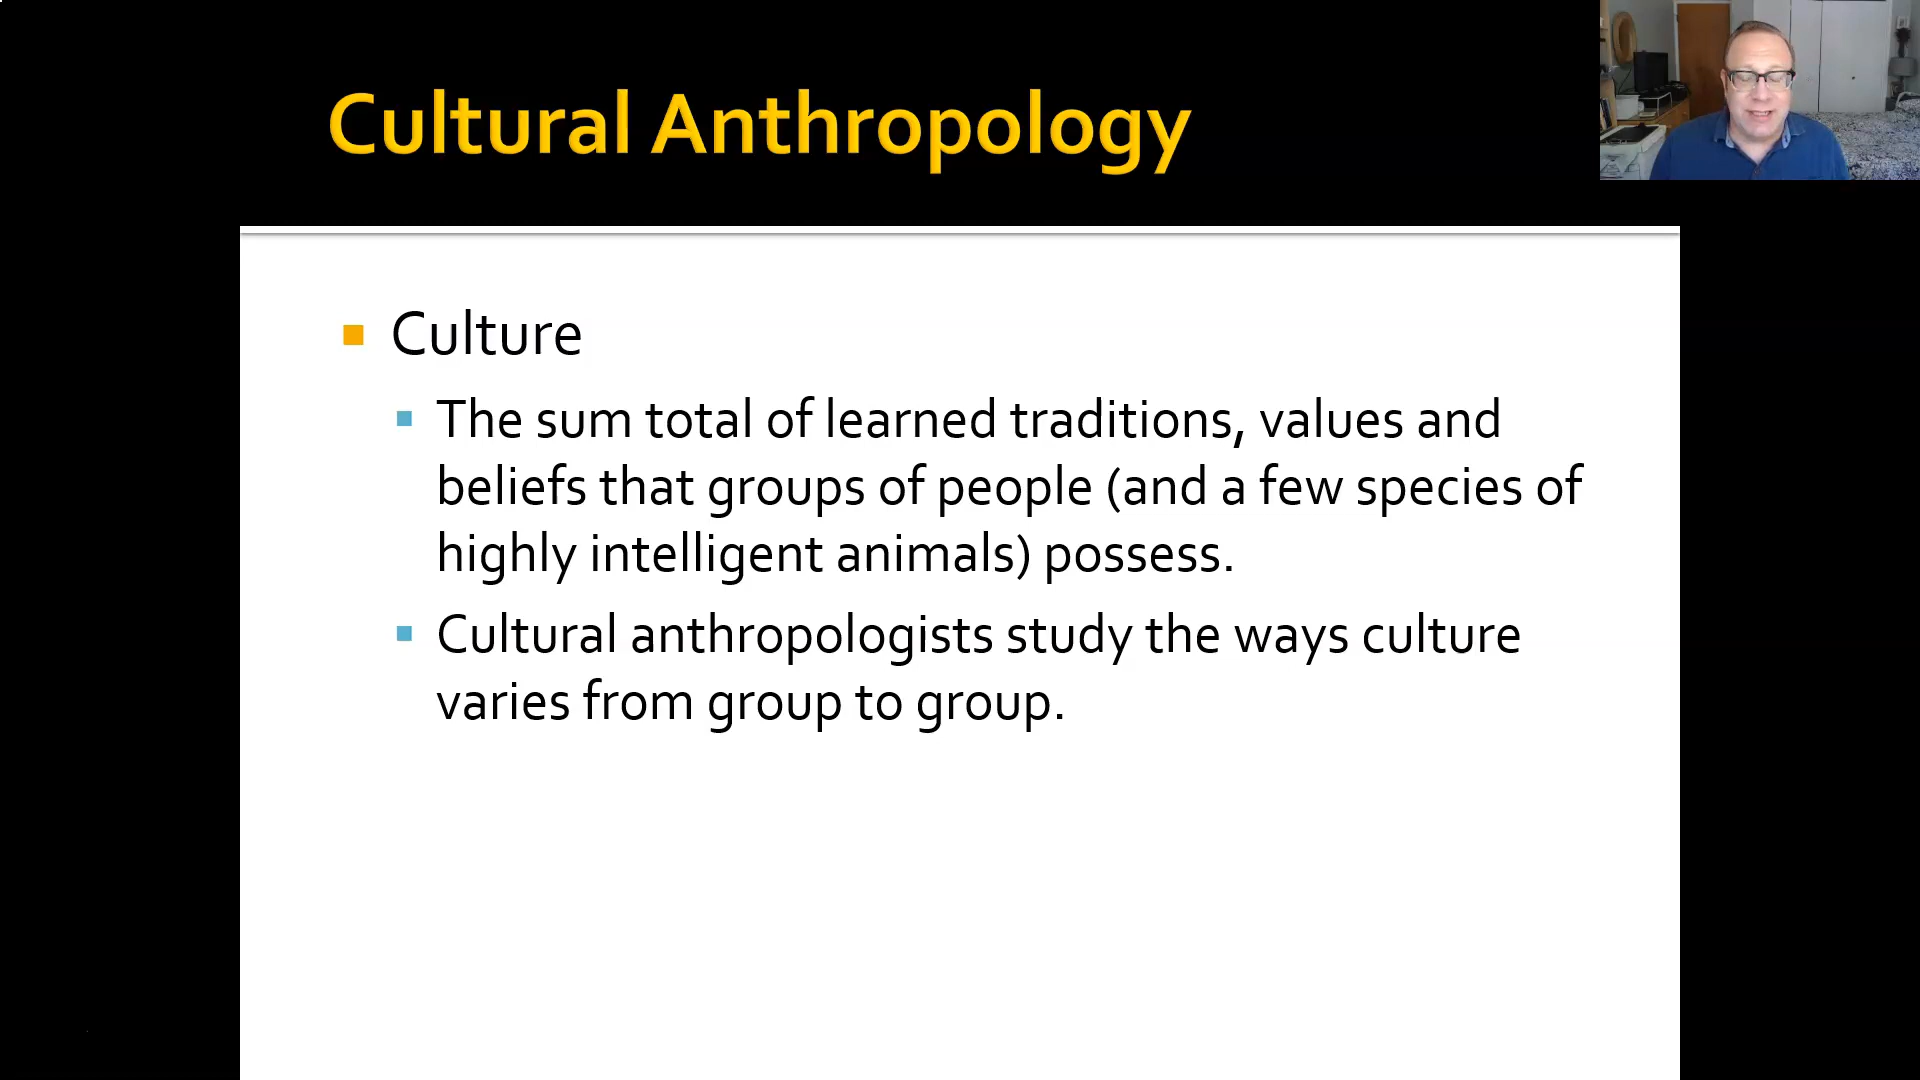 Cultural Anthropology
Culture
The sum total of learned traditions, values and
beliefs that groups of people (and a few species of
highly intelligent animals) possess.
Cultural anthropologists study the ways culture
varies from group to group.